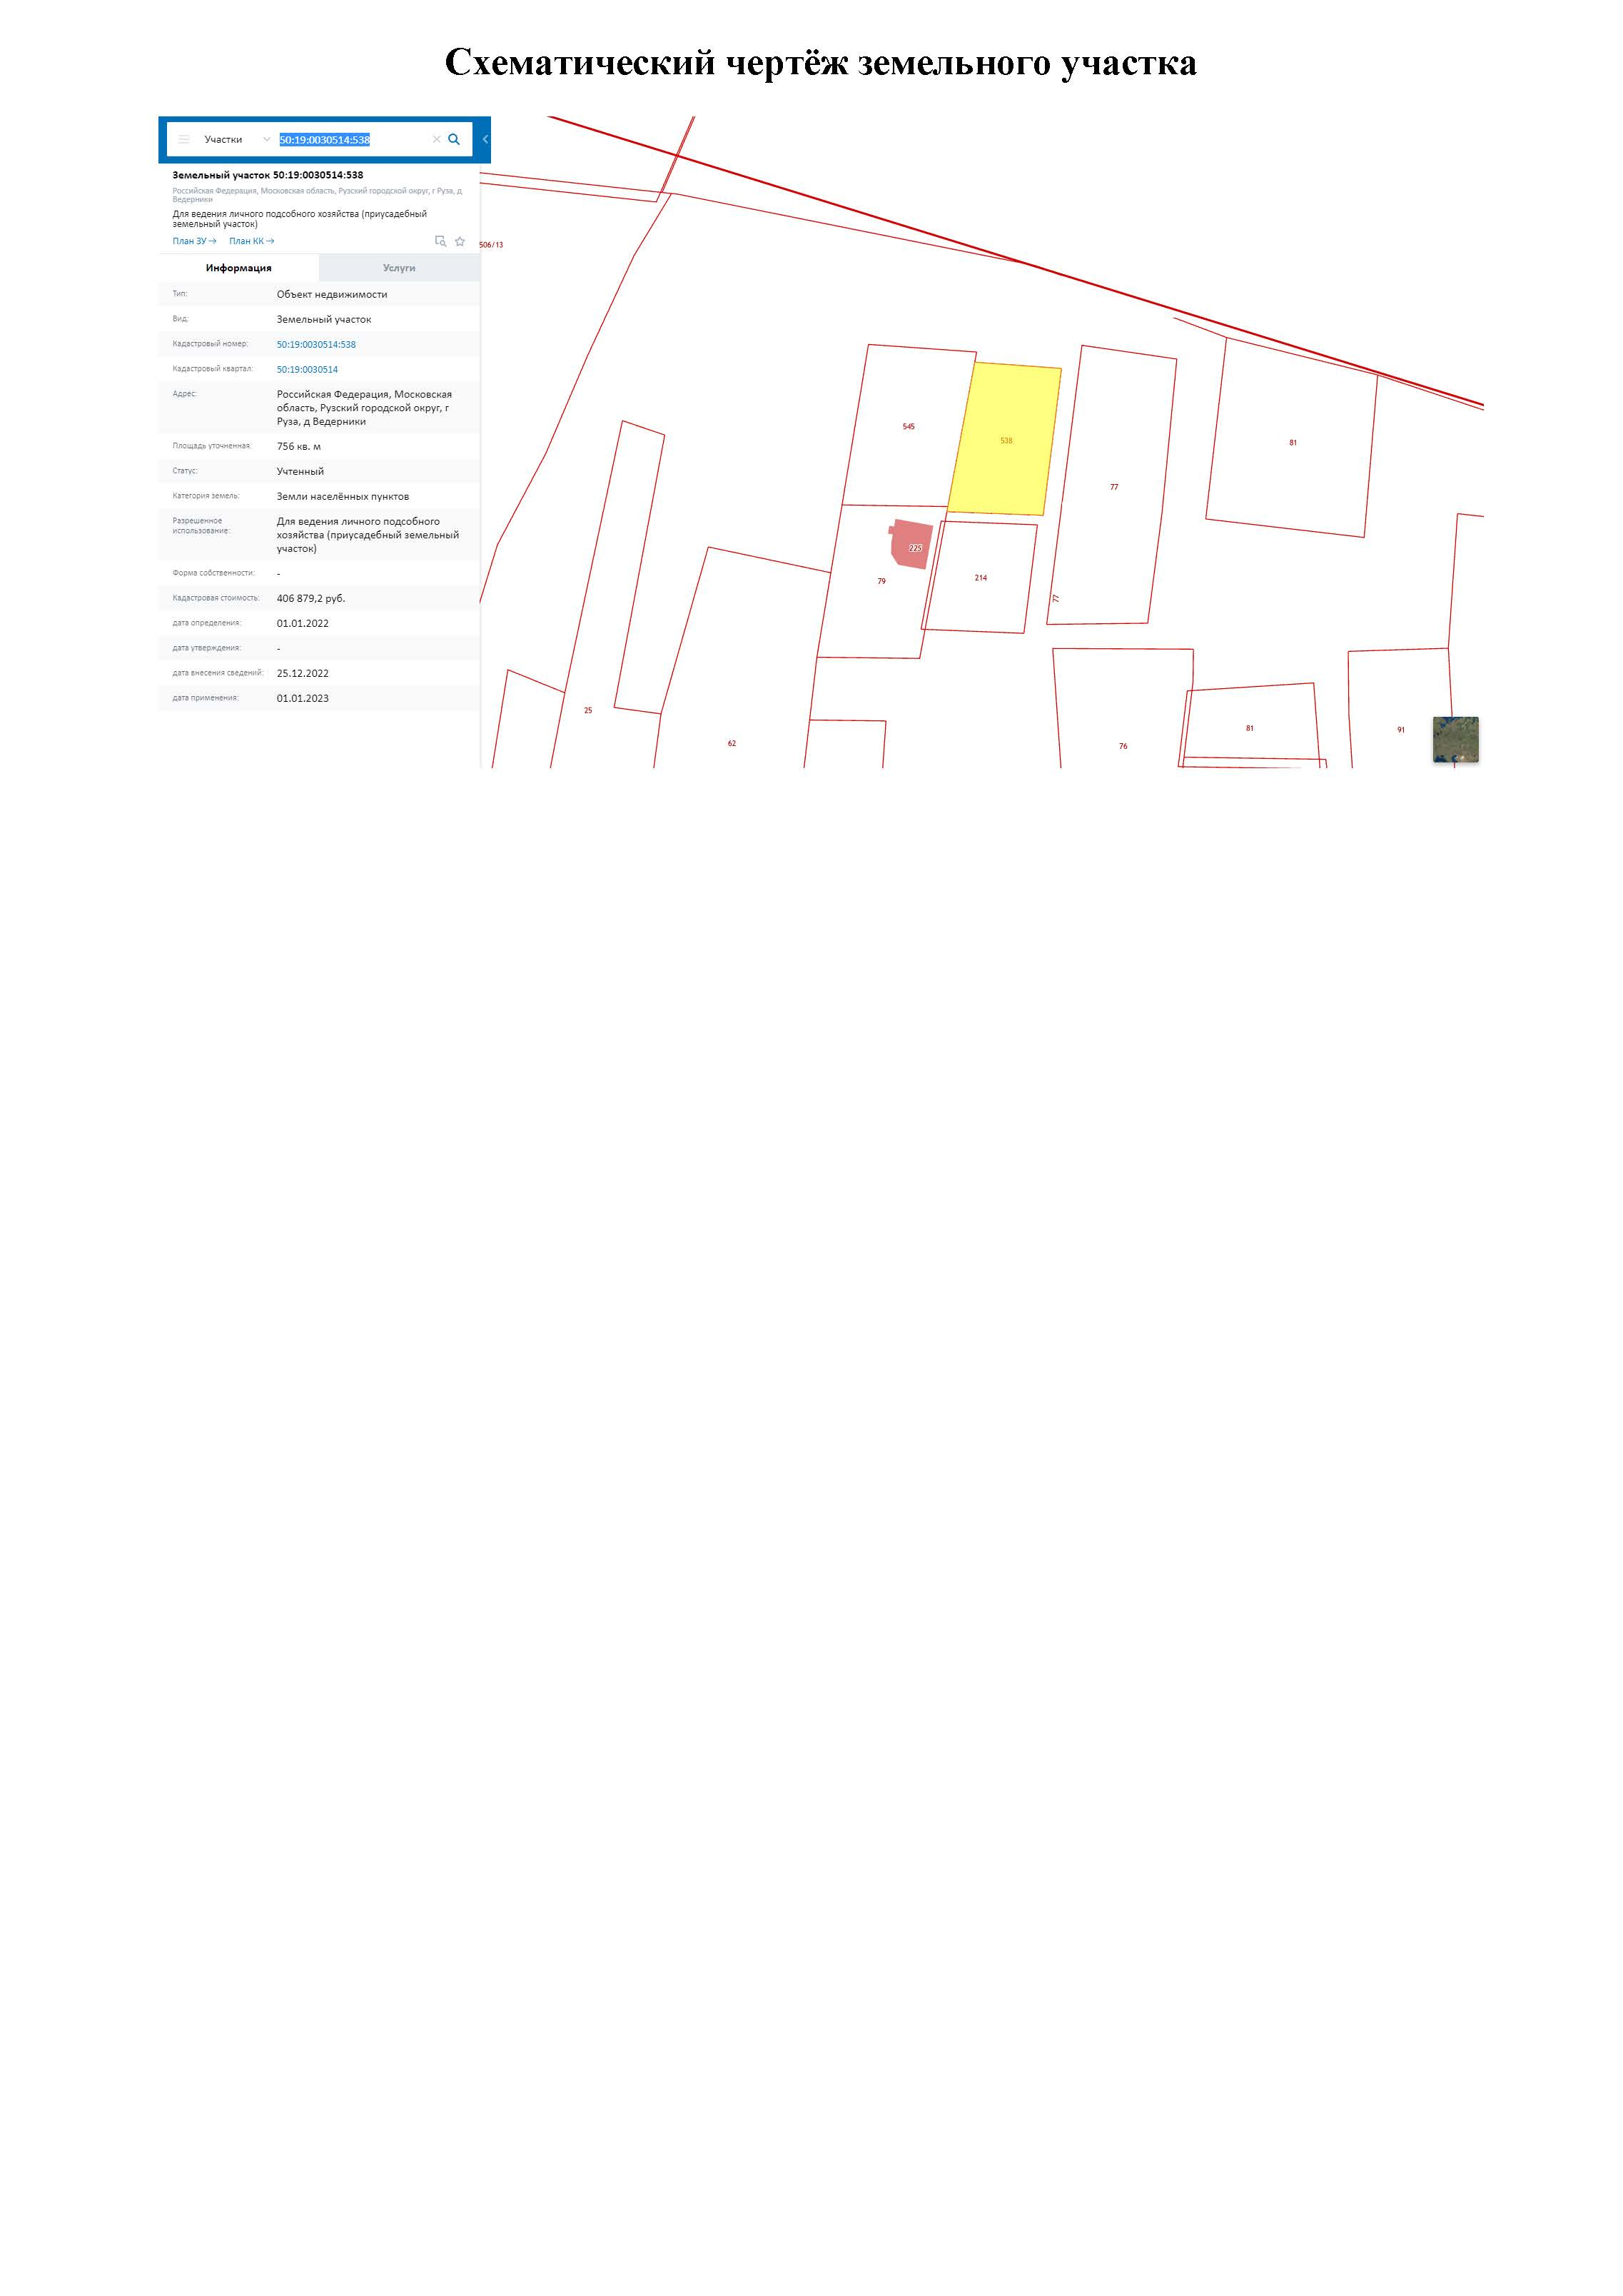 Схематический чертёж земельного участка
Участки 50:19:0030514:538
Земельный участок 50:19:0030514:538
Российская Федерация, Московская область, Рузский городской округ, г Руза, д
Ведерники
Для ведения личного подсобного хозяйства (приусадебный
земельный участок)
План ЗУ → План КК →
Информация Услуги
Тип: Объект недвижимости
Вид: Земельный участок
Кадастровый номер: 50:19:0030514:538
Кадастровый квартал: 50:19:0030514
Адрес: Российская Федерация, Московская
область, Рузский городской округ, г
Руза, д Ведерники
Площадь уточненная: 756 кв. м
Статус: Учтенный
Категория земель: Земли населённых пунктов
Разрешенное
использование:
Для ведения личного подсобного
хозяйства (приусадебный земельный
участок)
Форма собственности: -
Кадастровая стоимость: 406 879,2 руб.
дата определения: 01.01.2022
дата утверждения: -
дата внесения сведений: 25.12.2022
дата применения: 01.01.2023
506/13
545
538
81
77
225
79
214
77
25
62
76
81
91